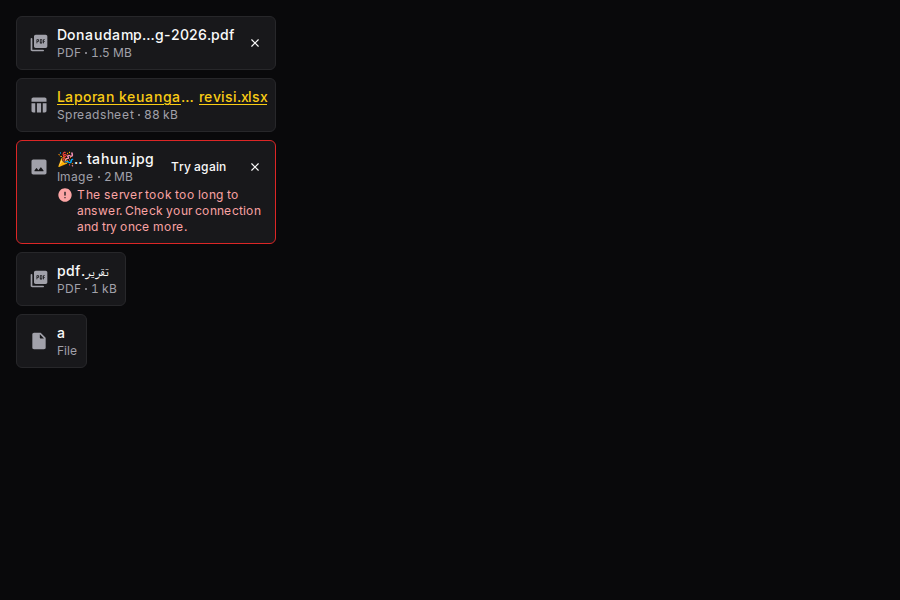 Donaudamp...g-2026.pdf
PDF · 1.5 MB
Laporan keuanga... revisi.xlsx
Spreadsheet · 88 kB
🎉.. tahun.jpg
Try again
Image · 2 MB
The server took too long to
answer. Check your connection
and try once more.
تقرير.pdf
PDF · 1 kB
a
File